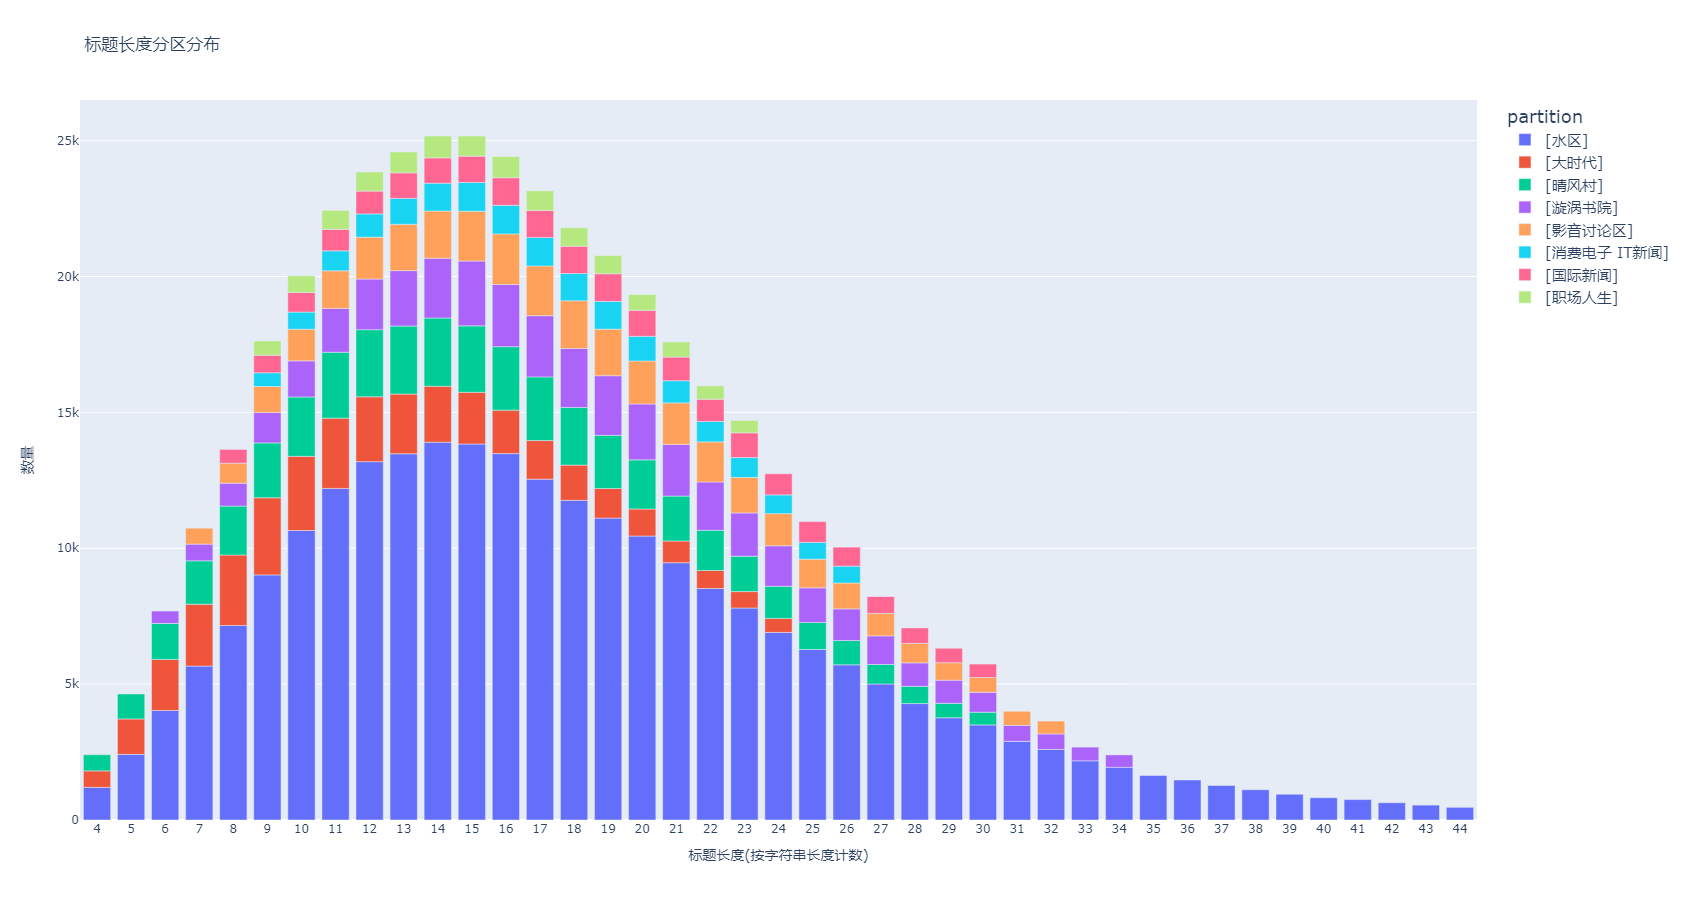 标题长度分区分布
partition
[水区]
[大时代]
[晴风村]
[漩涡书院]
[影音讨论区]
[消费电子 IT新闻]
[国际新闻]
[职场人生]
数量
25k
20k
15k
10k
5k
0
4 5 6 7 8 9 10 11 12 13 14 15 16 17 18 19 20 21 22 23 24 25 26 27 28 29 30 31 32 33 34 35 36 37 38 39 40 41 42 43 44
标题长度(按字符串长度计数)